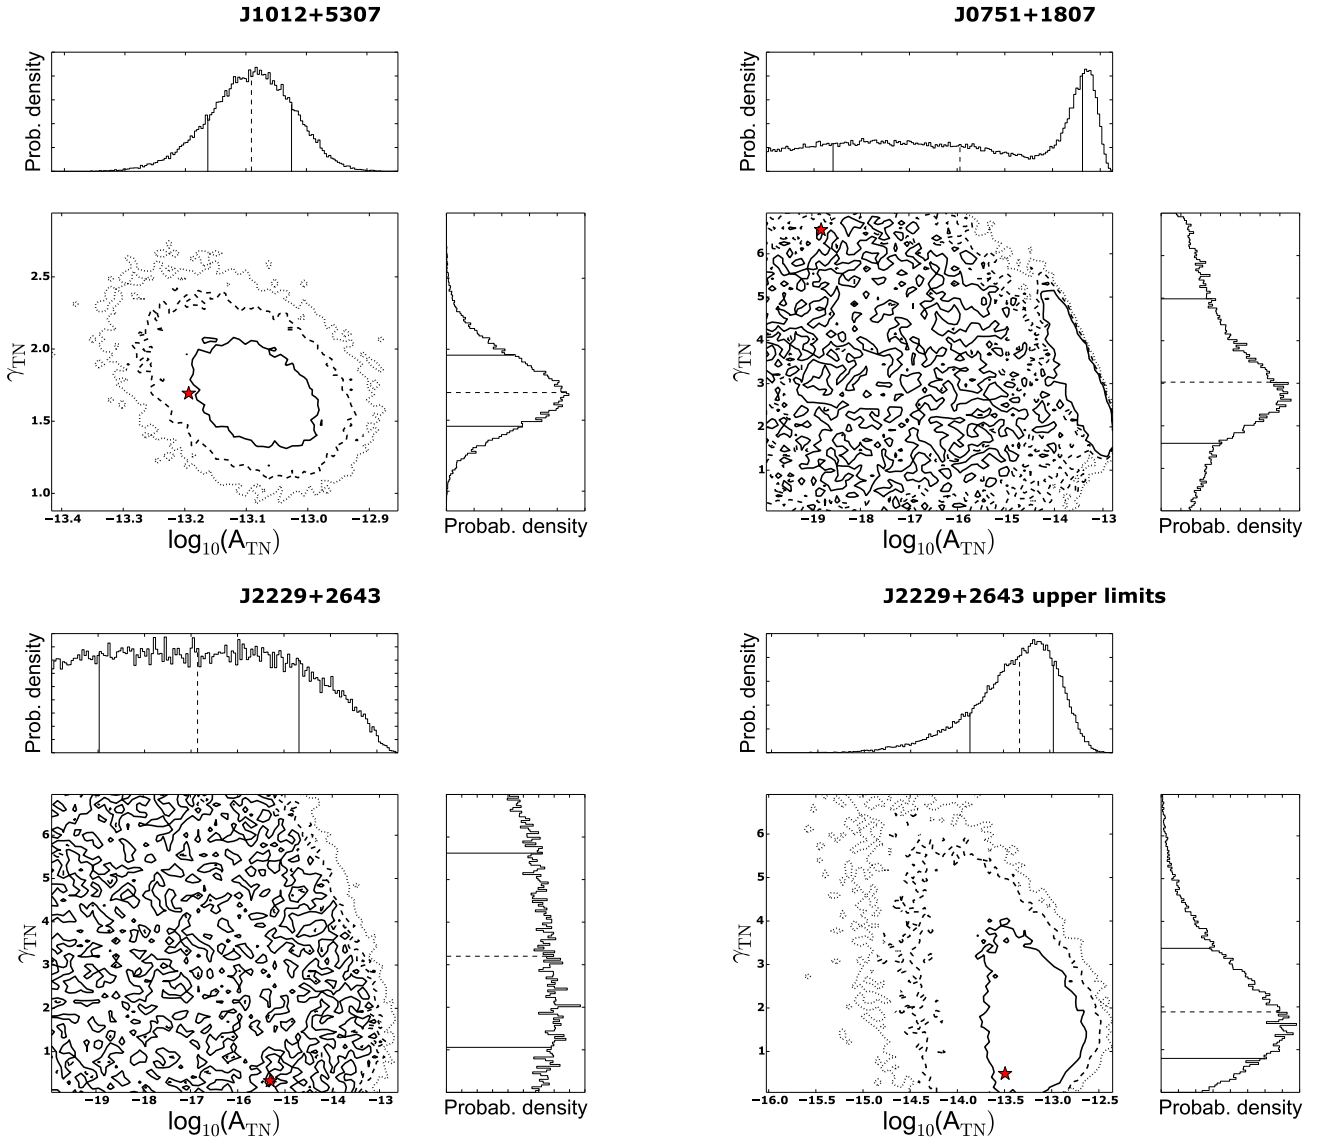 J1012+5307
Prob. density
γTN
2.5
2.0
1.5
1.0
−13.4 −13.3 −13.2 −13.1 −13.0 −12.9
log10(ATN)
Probab. density
J0751+1807
Prob. density
γTN
6
5
4
3
2
1
−19 −18 −17 −16 −15 −14 −13
log10(ATN)
Probab. density
J2229+2643
Prob. density
γTN
6
5
4
3
2
1
−19 −18 −17 −16 −15 −14 −13
log10(ATN)
Probab. density
J2229+2643 upper limits
Prob. density
γTN
6
5
4
3
2
1
−16.0 −15.5 −15.0 −14.5 −14.0 −13.5 −13.0 −12.5
log10(ATN)
Probab. density